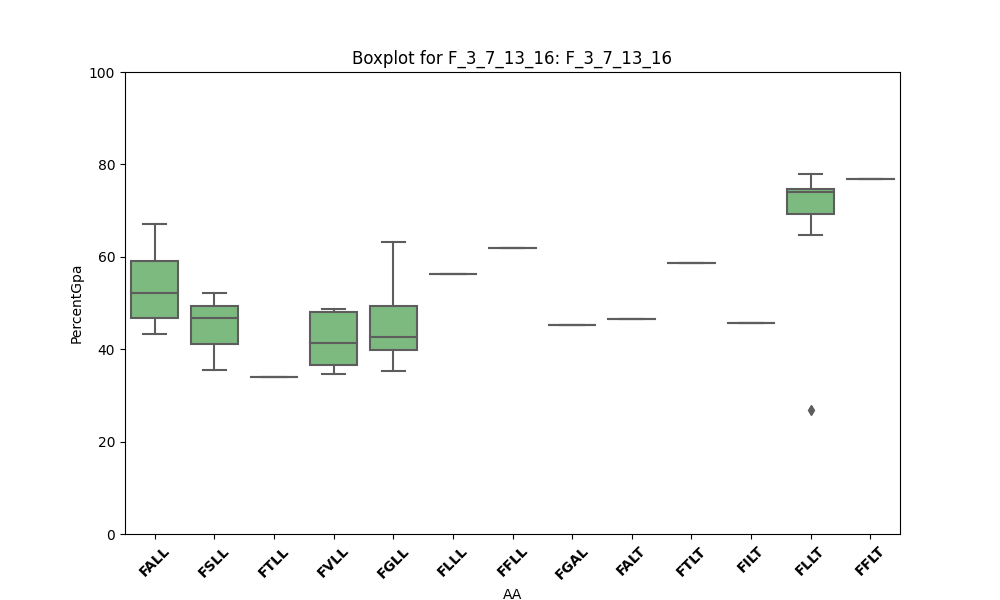 Boxplot for F_3_7_13_16: F_3_7_13_16
100
80
60
40
20
0
PercentGpa
FALL
FSLL
FTLL
FVLL
FGLL
FLLL
FFLL
FGAL
FALT
FTLT
FILT
FLLT
FFLT
AA